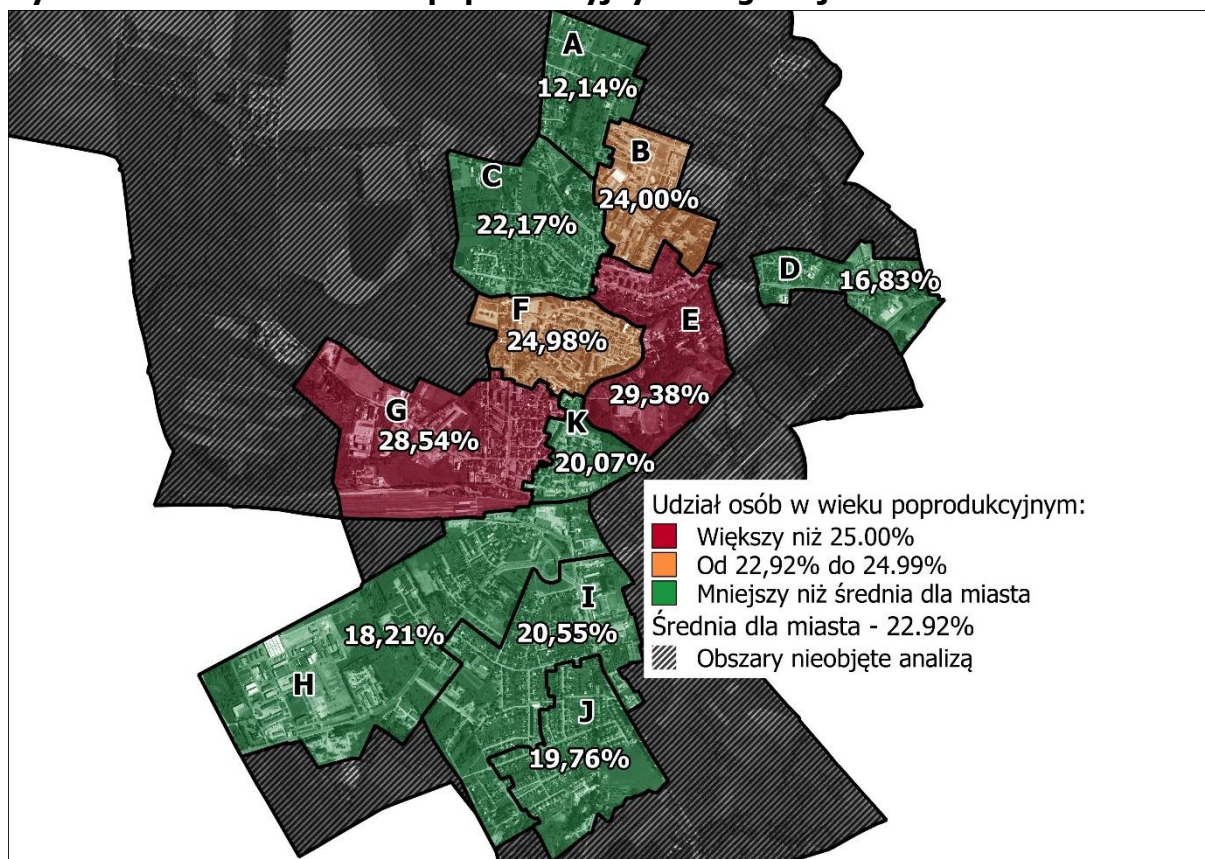 A
12,14%
B
24,00%
C
22,17%
D
16,83%
E
29,38%
F
24,98%
G
28,54%
K
20,07%
Udział osób w wieku poprodukcyjnym:
Większy niż 25.00%
Od 22,92% do 24.99%
Mniejszy niż średnia dla miasta
Średnia dla miasta - 22.92%
Obszary nieobjęte analizą
H
18,21%
I
20,55%
J
19,76%